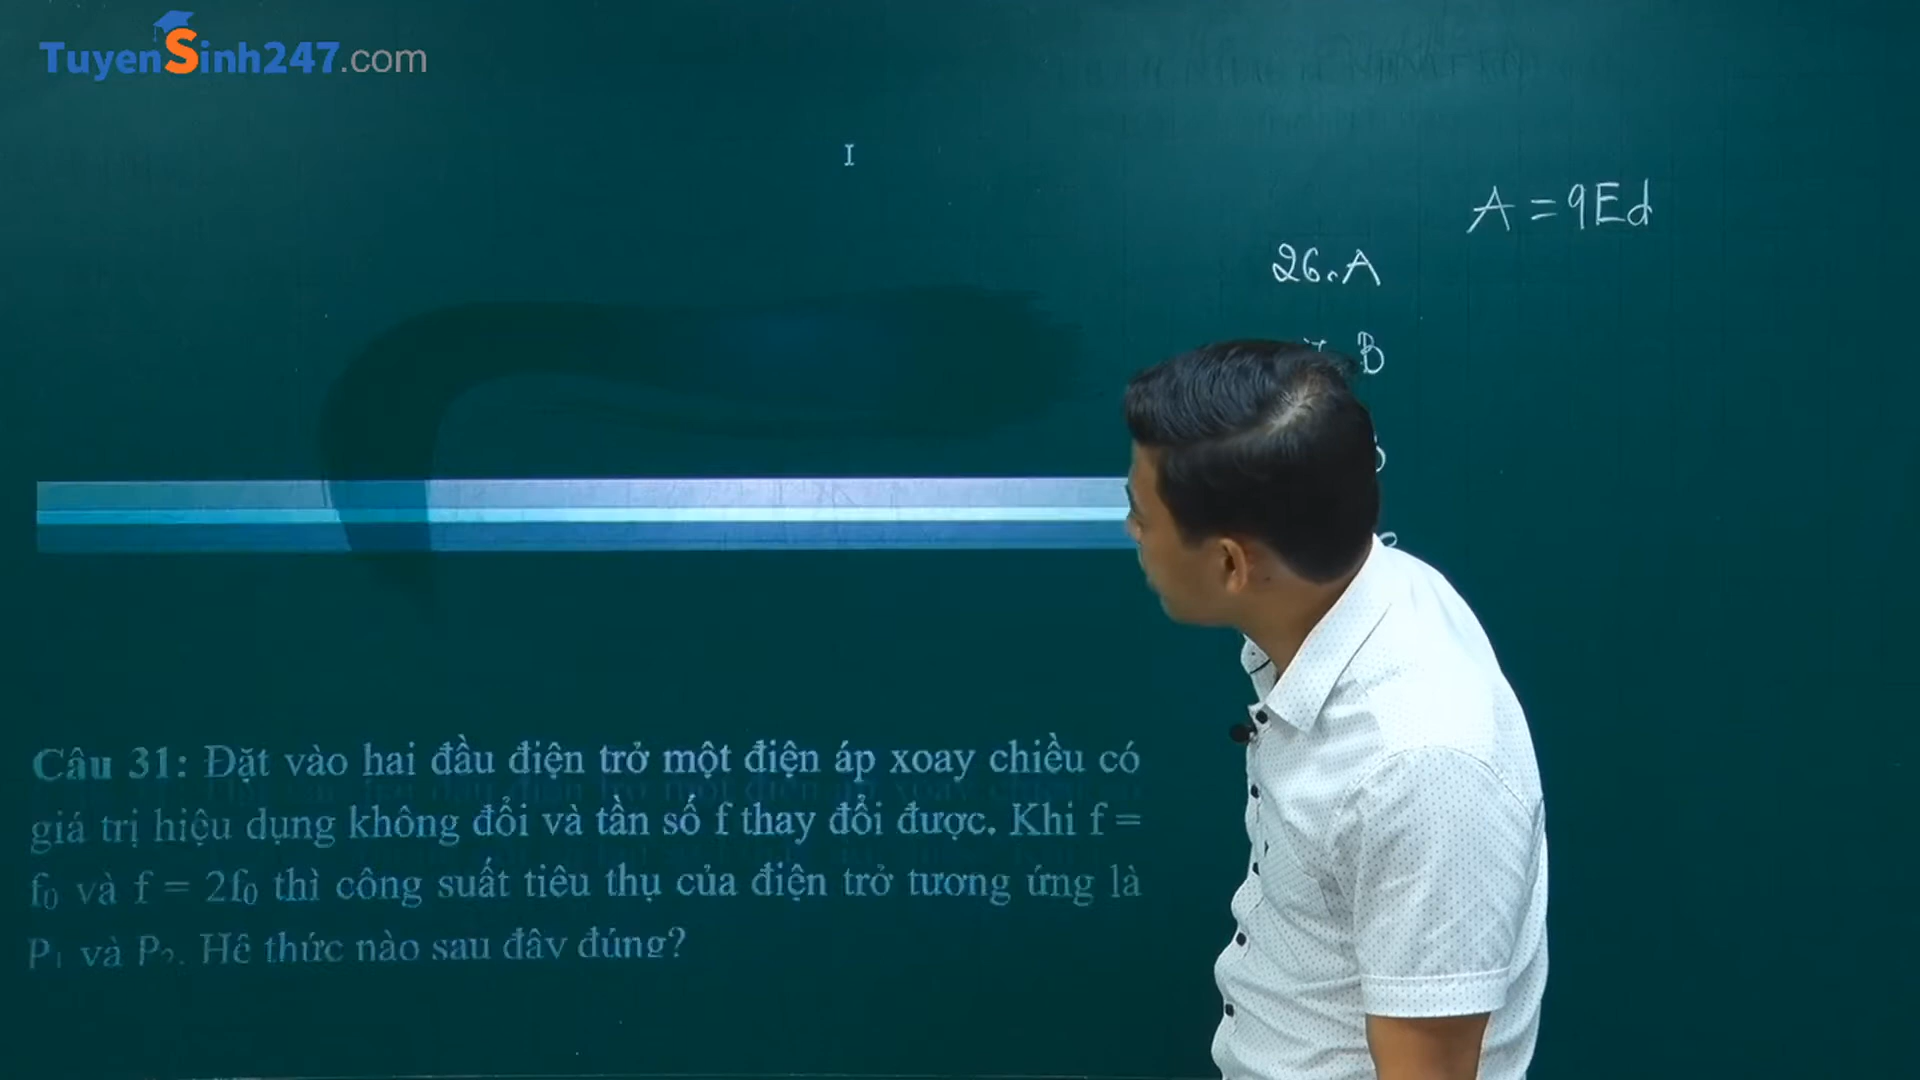 TuyenSinh247.com
A = qEd
26. A
B
Câu 31: Đặt vào hai đầu điện trở một điện áp xoay chiều có
giá trị hiệu dụng không đổi và tần số f thay đổi được. Khi f =
f₀ và f = 2f₀ thì công suất tiêu thụ của điện trở tương ứng là
P₁ và P₂. Hệ thức nào sau đây đúng?